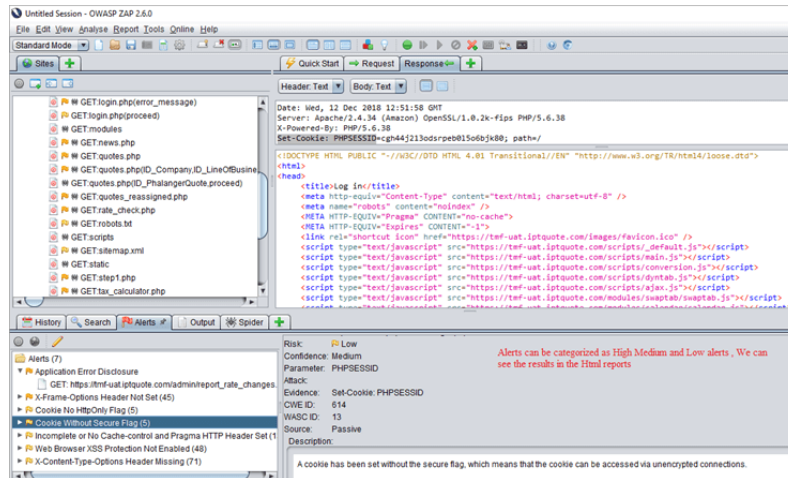 Untitled Session - OWASP ZAP 2.6.0
File Edit View Analyse Report Tools Online Help
Standard Mode
Sites
Quick Start Request Response
Header: Text Body: Text
GET:login.php(error_message)
GET:login.php(proceed)
GET:modules
GET:news.php
GET:quotes.php
GET:quotes.php(ID_Company,ID_LineOfBusine
GET:quotes.php(ID_PhalangerQuote,proceed)
GET:quotes_reassigned.php
GET:rate_check.php
GET:robots.txt
GET:scripts
GET:sitemap.xml
GET:static
GET:step1.php
GET:tax_calculator.php
Date: Wed, 12 Dec 2018 12:51:58 GMT
Server: Apache/2.4.34 (Amazon) OpenSSL/1.0.2k-fips PHP/5.6.38
X-Powered-By: PHP/5.6.38
Set-Cookie: PHPSESSID=cgh44j213odsrpeb015o6bjk80; path=/
<!DOCTYPE HTML PUBLIC "-//W3C//DTD HTML 4.01 Transitional//EN" "http://www.w3.org/TR/html4/loose.dtd">
<html>
<head>
<title>Log in</title>
<meta http-equiv="Content-Type" content="text/html; charset=utf-8" />
<meta name="robots" content="noindex" />
<META HTTP-EQUIV="Pragma" CONTENT="no-cache">
<META HTTP-EQUIV="Expires" CONTENT="-1">
<link rel="shortcut icon" href="https://tmf-uat.iptquote.com/images/favicon.ico" />
<script type="text/javascript" src="https://tmf-uat.iptquote.com/scripts/_default.js"></script>
<script type="text/javascript" src="https://tmf-uat.iptquote.com/scripts/main.js"></script>
<script type="text/javascript" src="https://tmf-uat.iptquote.com/scripts/conversion.js"></script>
<script type="text/javascript" src="https://tmf-uat.iptquote.com/scripts/dyntab.js"></script>
<script type="text/javascript" src="https://tmf-uat.iptquote.com/scripts/ajax.js"></script>
<script type="text/javascript" src="https://tmf-uat.iptquote.com/modules/swaptab/swaptab.js"></script>
<script type="text/javascript" src="https://tmf-uat.iptquote.com/modules/calendar/calendar.js"></script>
History Search Alerts Output Spider
Alerts (7)
Application Error Disclosure
GET: https://tmf-uat.iptquote.com/admin/report_rate_changes.
X-Frame-Options Header Not Set (45)
Cookie No HttpOnly Flag (5)
Cookie Without Secure Flag (5)
Incomplete or No Cache-control and Pragma HTTP Header Set (1
Web Browser XSS Protection Not Enabled (48)
X-Content-Type-Options Header Missing (71)
Risk: Low
Confidence: Medium
Parameter: PHPSESSID
Attack:
Evidence: Set-Cookie: PHPSESSID
CWE ID: 614
WASC ID: 13
Source: Passive
Description:
A cookie has been set without the secure flag, which means that the cookie can be accessed via unencrypted connections.
Alerts can be categorized as High Medium and Low alerts , We can
see the results in the Html reports